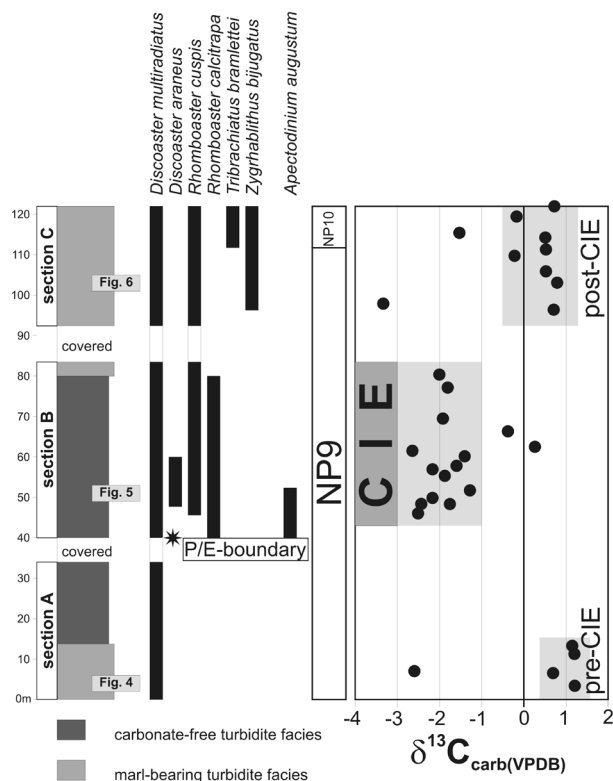 Discoaster multiradiatus
Discoaster araneus
Rhomboaster cuspis
Rhomboaster calcitrapa
Tribrachiatus bramlettei
Zygrhablithus bijugatus
Apectodinium augustum
section C
120
110
100
90
Fig. 6
covered
section B
80
70
60
50
40
Fig. 5
P/E-boundary
covered
section A
30
20
10
0m
Fig. 4
NP10
NP9
CIE
post-CIE
pre-CIE
-4 -3 -2 -1 0 1 2
δ13Ccarb(VPDB)
carbonate-free turbidite facies
marl-bearing turbidite facies